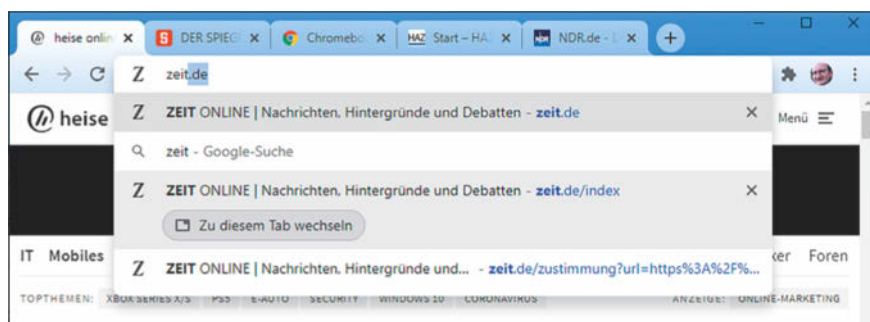 heise onlin
DER SPIEG
Chromebo
HAZ Start – HA
NDR NDR.de -
Z zeit.de
heise
Menü
Z ZEIT ONLINE | Nachrichten, Hintergründe und Debatten - zeit.de
zeit - Google-Suche
Z ZEIT ONLINE | Nachrichten, Hintergründe und Debatten - zeit.de/index
Zu diesem Tab wechseln
IT Mobiles
Z ZEIT ONLINE | Nachrichten, Hintergründe und... - zeit.de/zustimmung?url=https%3A%2F%...
ker Foren
TOPTHEMEN: XBOX SERIES X/S PS5 E-AUTO SECURITY WINDOWS 10 CORONAVIRUS ANZEIGE: ONLINE-MARKETING